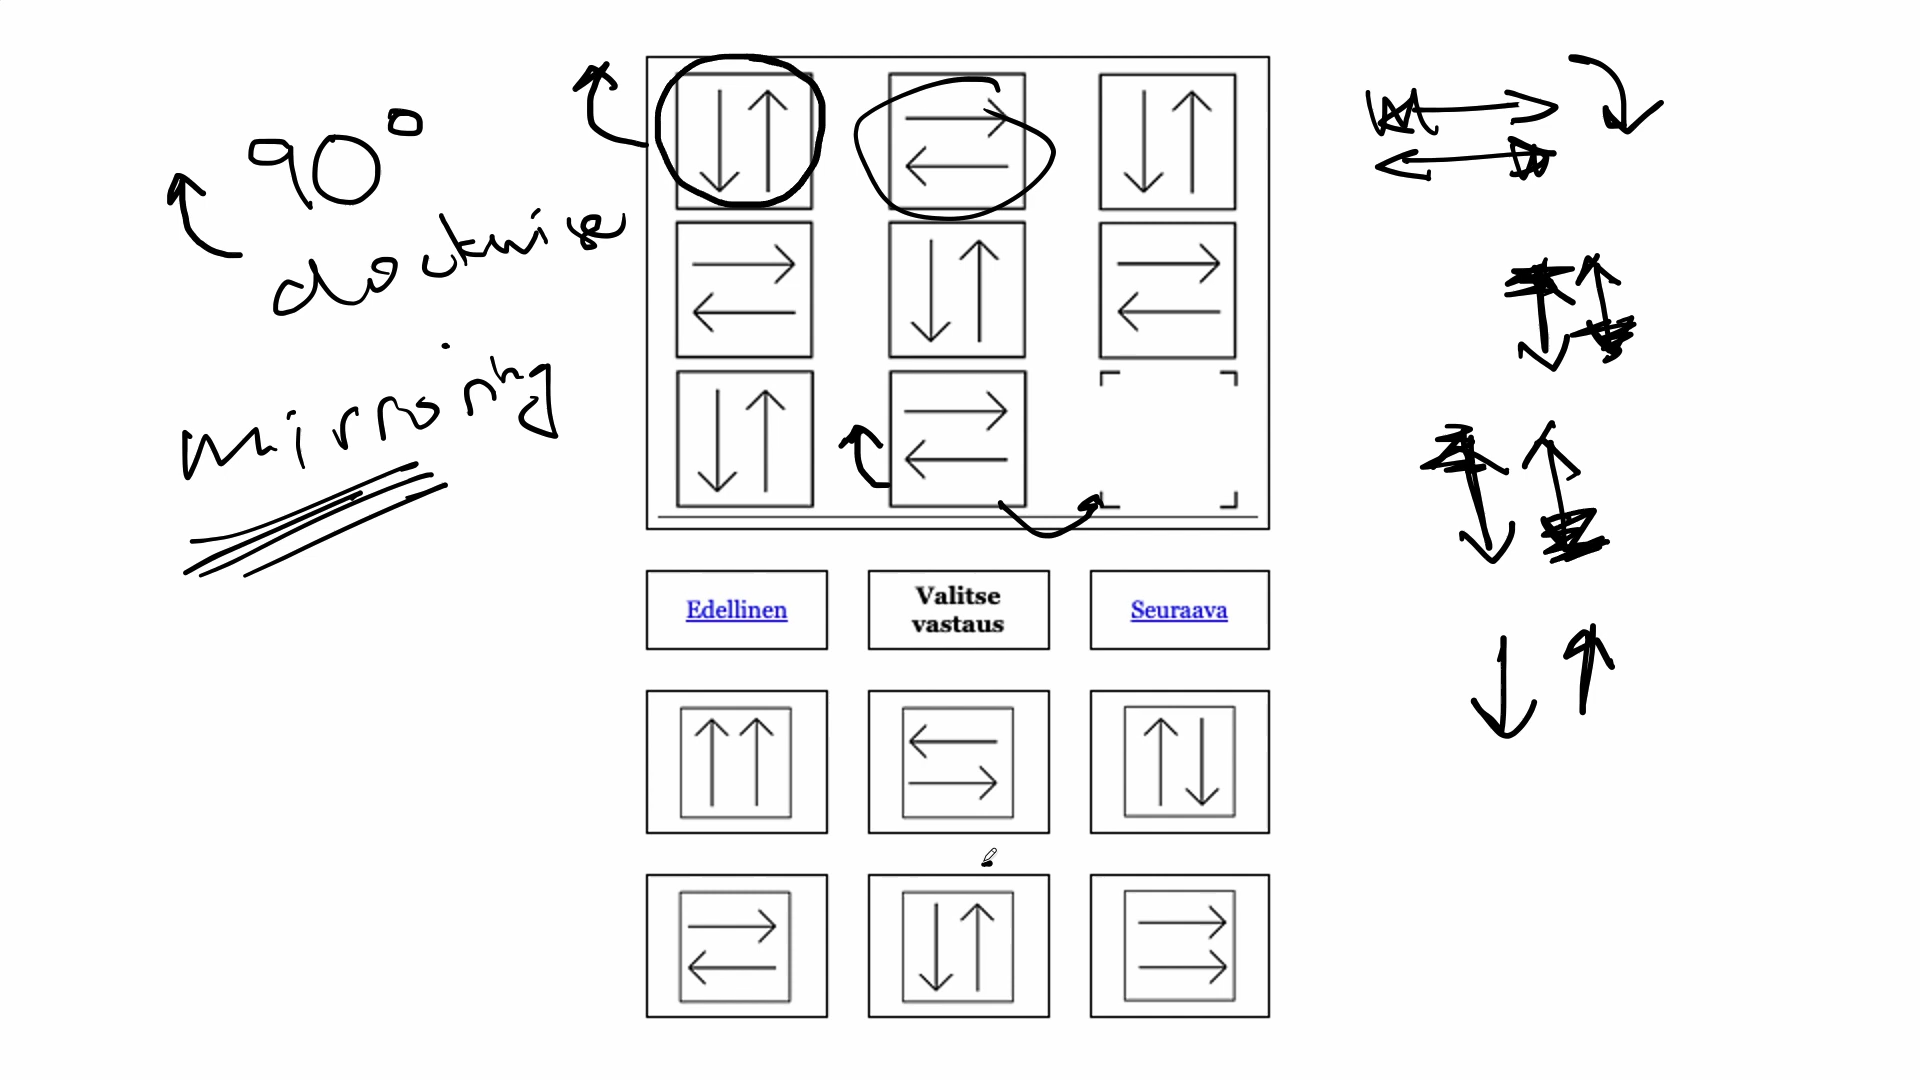 90°
clockwise
mirroring
Edellinen
Valitse
vastaus
Seuraava